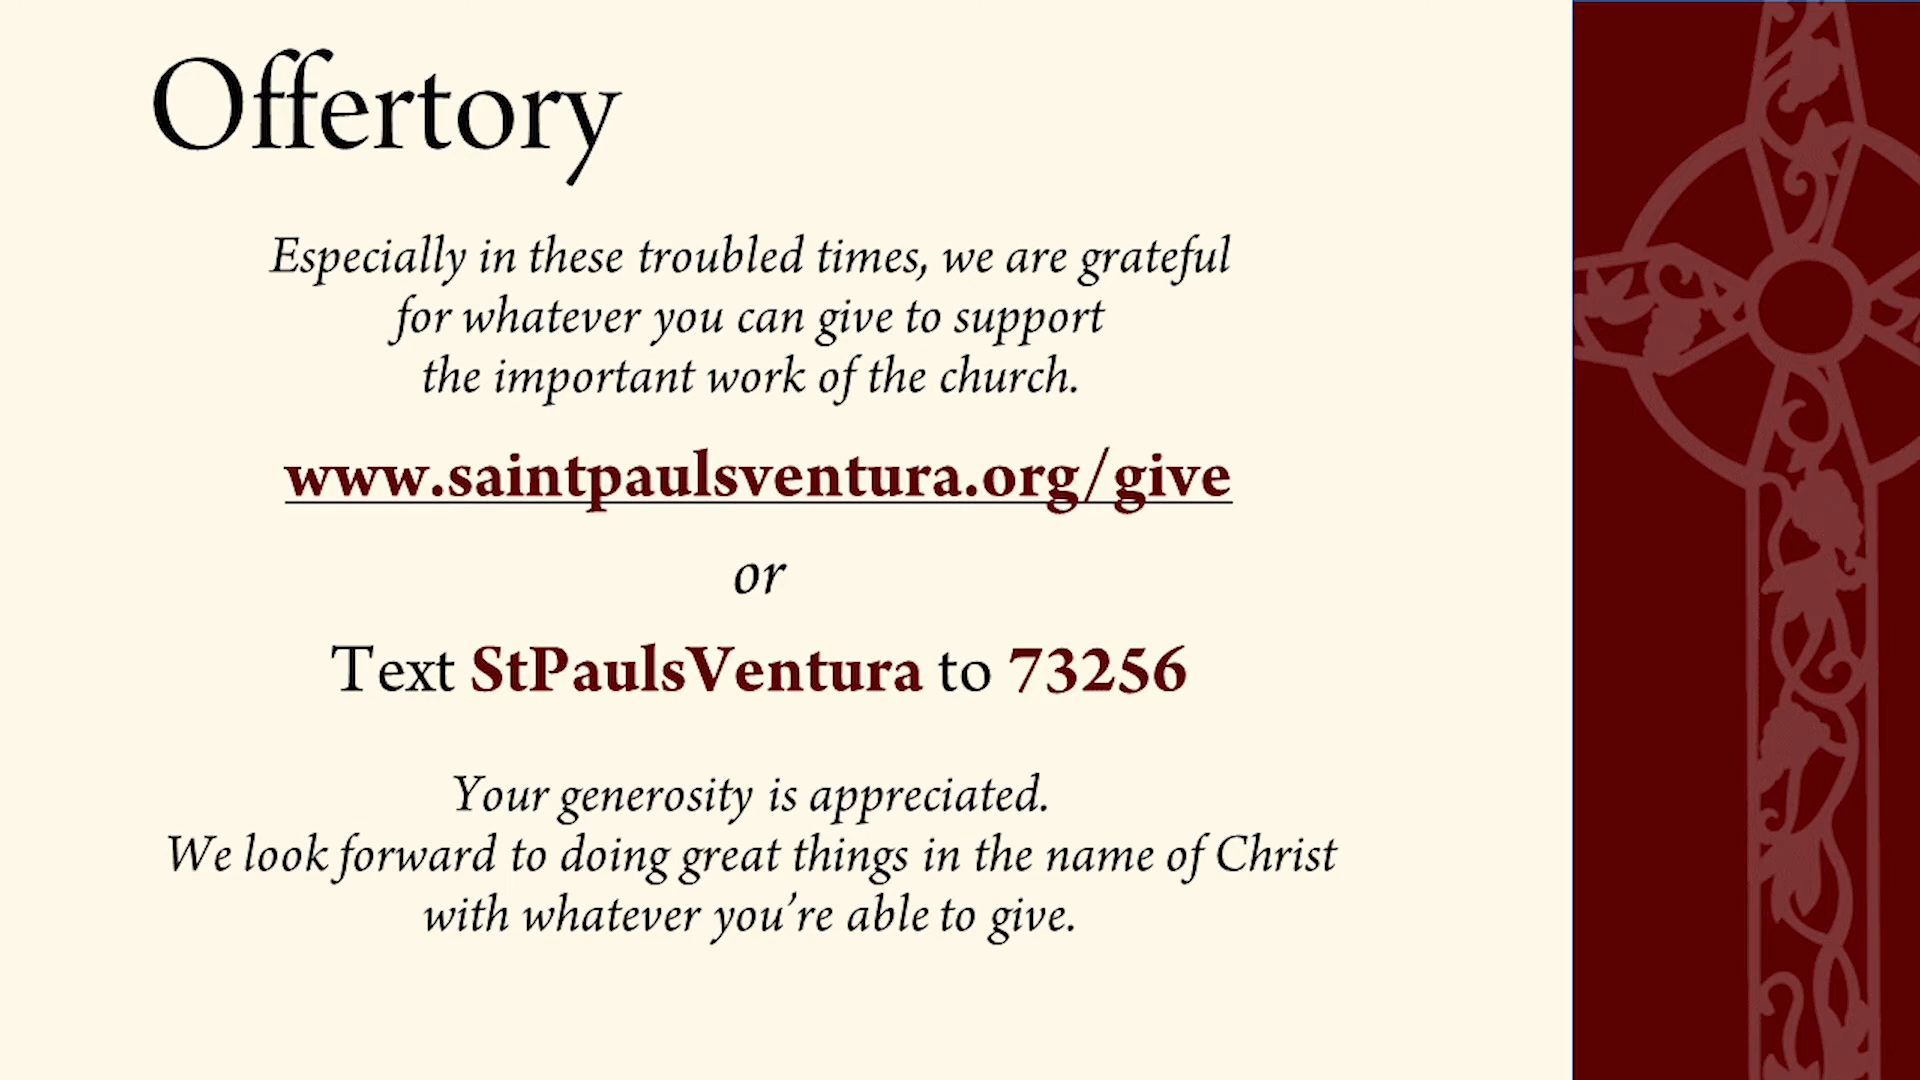 Offertory
Especially in these troubled times, we are grateful
for whatever you can give to support
the important work of the church.
www.saintpaulsventura.org/give
or
Text StPaulsVentura to 73256
Your generosity is appreciated.
We look forward to doing great things in the name of Christ
with whatever you’re able to give.